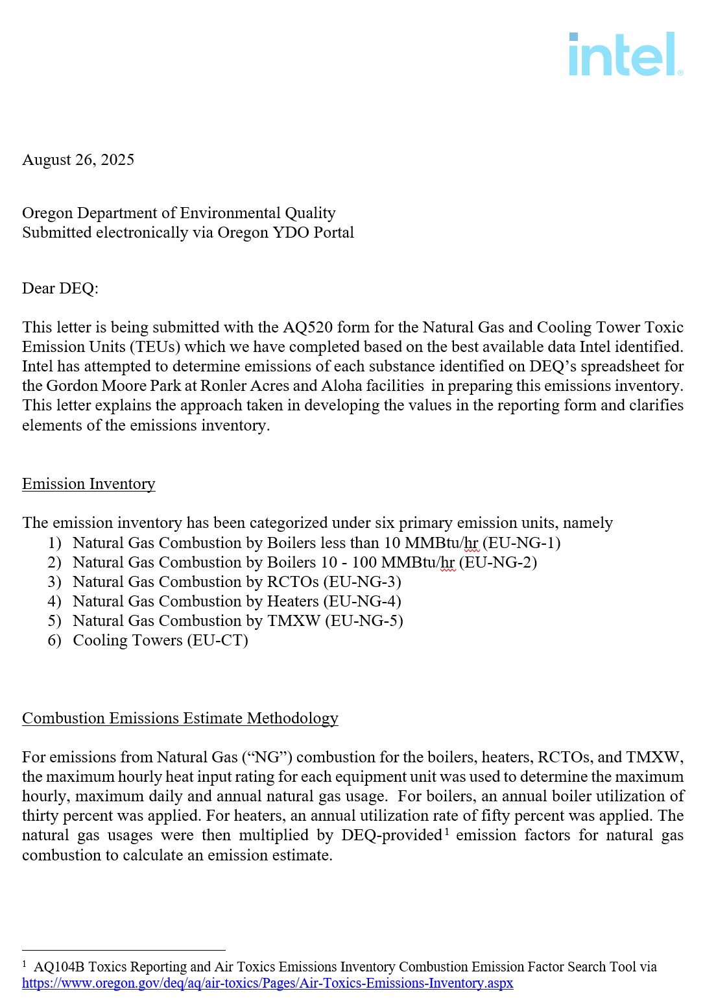 intel®
August 26, 2025
Oregon Department of Environmental Quality
Submitted electronically via Oregon YDO Portal
Dear DEQ:
This letter is being submitted with the AQ520 form for the Natural Gas and Cooling Tower Toxic
Emission Units (TEUs) which we have completed based on the best available data Intel identified.
Intel has attempted to determine emissions of each substance identified on DEQ’s spreadsheet for
the Gordon Moore Park at Ronler Acres and Aloha facilities  in preparing this emissions inventory.
This letter explains the approach taken in developing the values in the reporting form and clarifies
elements of the emissions inventory.
Emission Inventory
The emission inventory has been categorized under six primary emission units, namely
1) Natural Gas Combustion by Boilers less than 10 MMBtu/hr (EU-NG-1)
2) Natural Gas Combustion by Boilers 10 - 100 MMBtu/hr (EU-NG-2)
3) Natural Gas Combustion by RCTOs (EU-NG-3)
4) Natural Gas Combustion by Heaters (EU-NG-4)
5) Natural Gas Combustion by TMXW (EU-NG-5)
6) Cooling Towers (EU-CT)
Combustion Emissions Estimate Methodology
For emissions from Natural Gas (“NG”) combustion for the boilers, heaters, RCTOs, and TMXW,
the maximum hourly heat input rating for each equipment unit was used to determine the maximum
hourly, maximum daily and annual natural gas usage.  For boilers, an annual boiler utilization of
thirty percent was applied. For heaters, an annual utilization rate of fifty percent was applied. The
natural gas usages were then multiplied by DEQ-provided¹ emission factors for natural gas
combustion to calculate an emission estimate.
¹ AQ104B Toxics Reporting and Air Toxics Emissions Inventory Combustion Emission Factor Search Tool via
https://www.oregon.gov/deq/aq/air-toxics/Pages/Air-Toxics-Emissions-Inventory.aspx